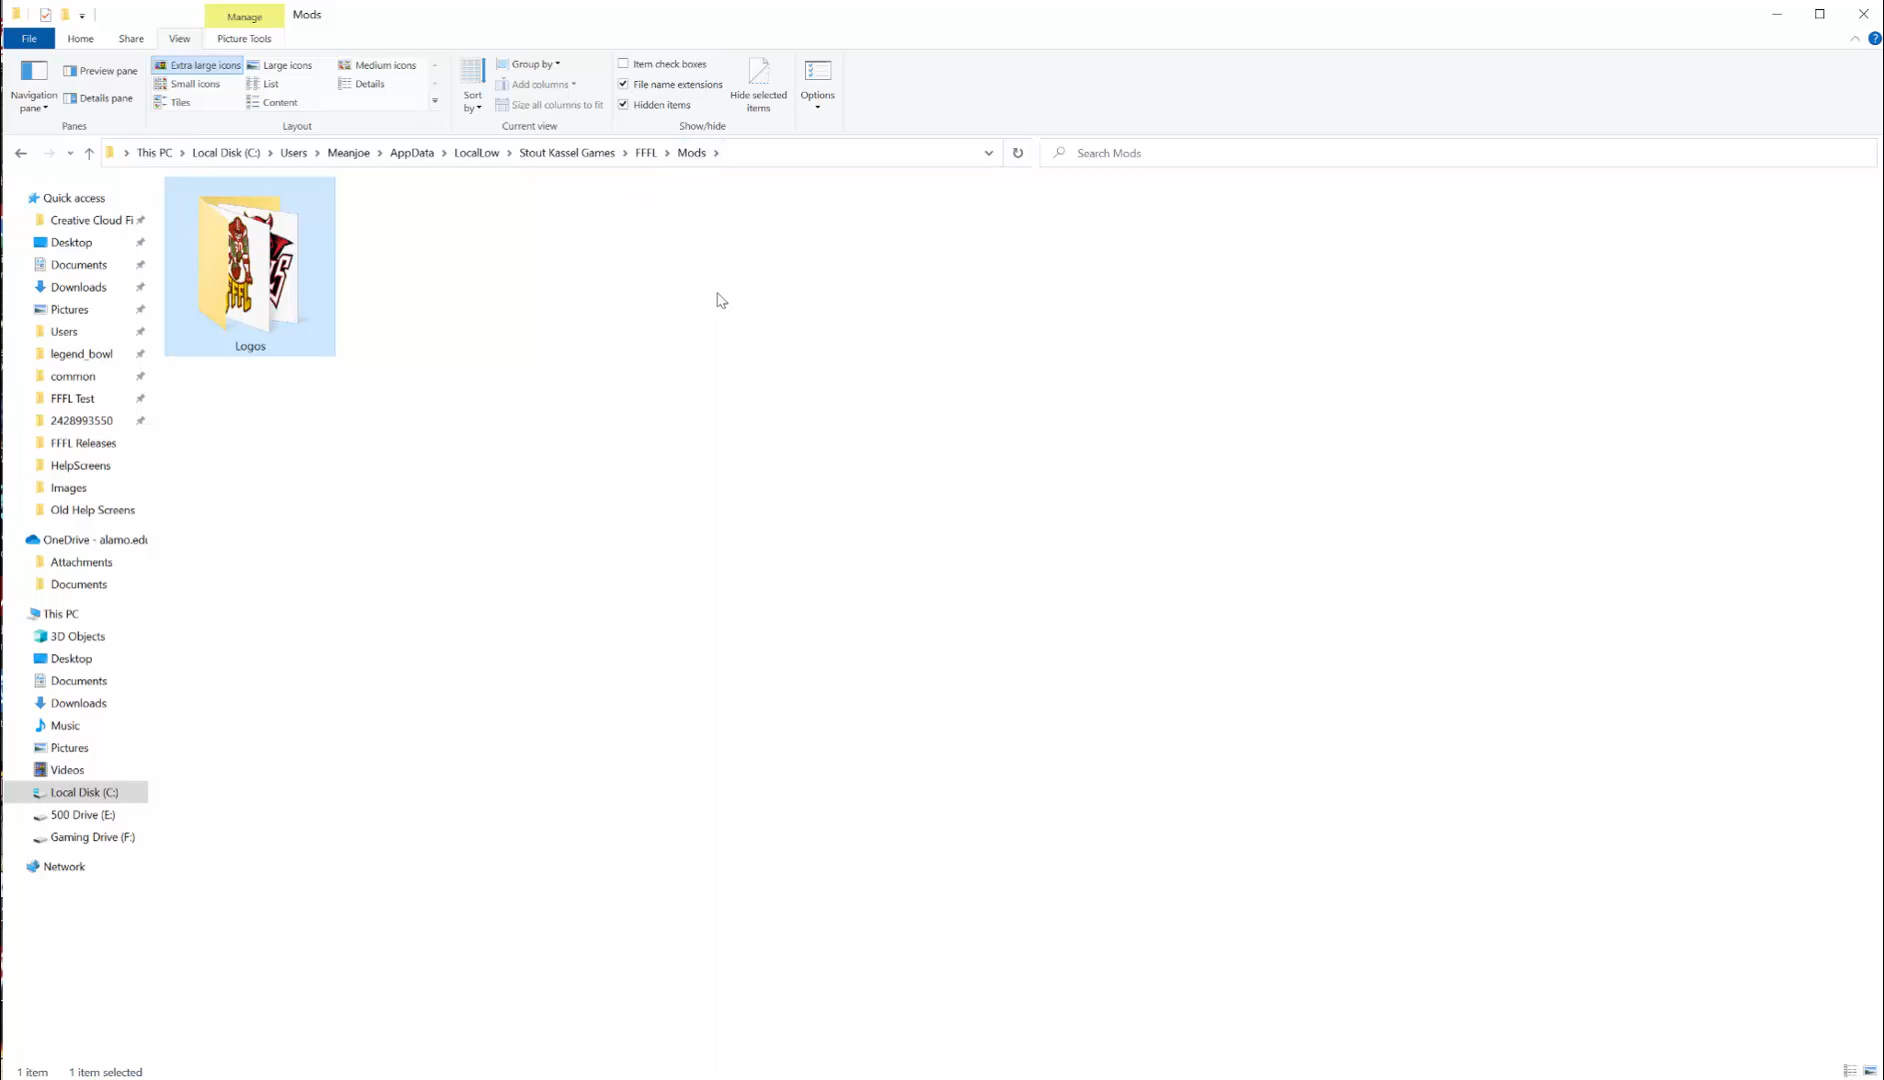 Manage
Mods
File
Home
Share
View
Picture Tools
Navigation pane
Preview pane
Details pane
Panes
Extra large icons
Large icons
Medium icons
Small icons
List
Details
Tiles
Content
Layout
Sort by
Group by
Add columns
Size all columns to fit
Current view
Item check boxes
File name extensions
Hidden items
Hide selected items
Show/hide
Options
This PC > Local Disk (C:) > Users > Meanjoe > AppData > LocalLow > Stout Kassel Games > FFFL > Mods >
Search Mods
Quick access
Creative Cloud Fi
Desktop
Documents
Downloads
Pictures
Users
legend_bowl
common
FFFL Test
2428993550
FFFL Releases
HelpScreens
Images
Old Help Screens
OneDrive - alamo.edu
Attachments
Documents
This PC
3D Objects
Desktop
Documents
Downloads
Music
Pictures
Videos
Local Disk (C:)
500 Drive (E:)
Gaming Drive (F:)
Network
Logos
1 item
1 item selected